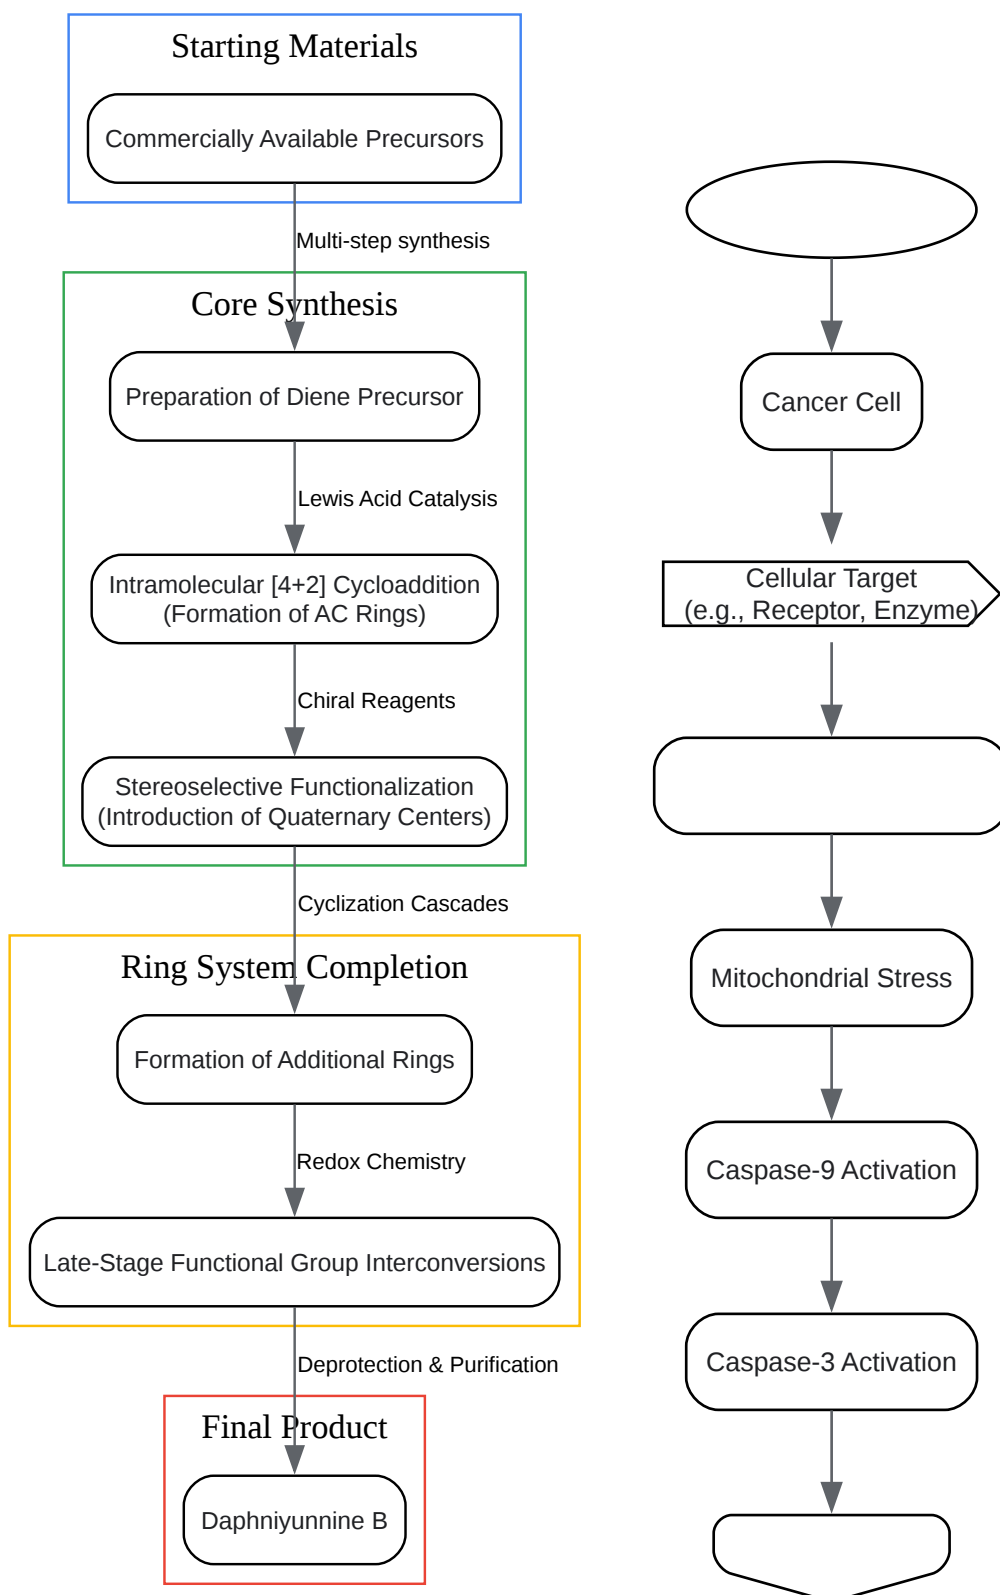 Starting Materials
Commercially Available Precursors
Multi-step synthesis
Core Synthesis
Preparation of Diene Precursor
Lewis Acid Catalysis
Intramolecular [4+2] Cycloaddition
(Formation of AC Rings)
Chiral Reagents
Stereoselective Functionalization
(Introduction of Quaternary Centers)
Cyclization Cascades
Ring System Completion
Formation of Additional Rings
Redox Chemistry
Late-Stage Functional Group Interconversions
Deprotection & Purification
Final Product
Daphniyunnine B
Cancer Cell
Cellular Target
(e.g., Receptor, Enzyme)
Mitochondrial Stress
Caspase-9 Activation
Caspase-3 Activation